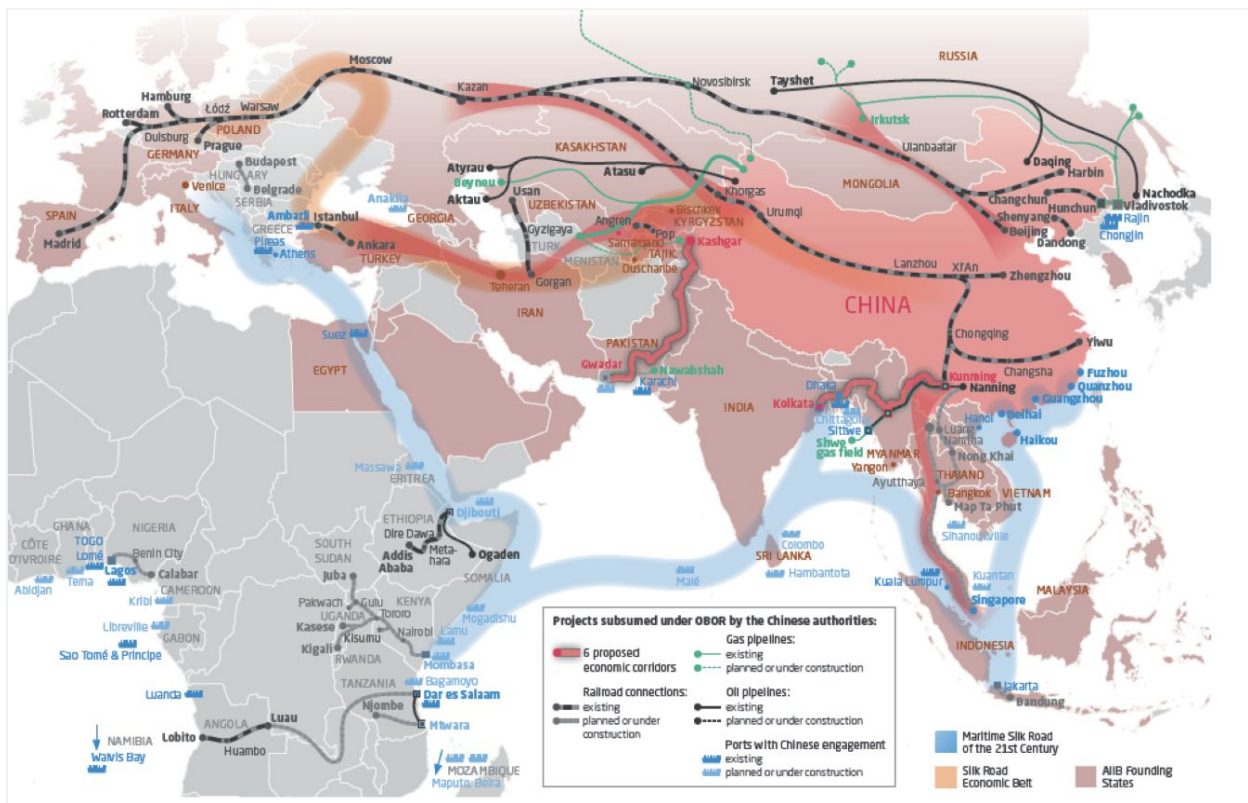 RUSSIA
Moscow
Kazan
Novosibirsk
Tayshet
Hamburg
Rotterdam
Łódź
Warsaw
Duisburg
POLAND
Prague
GERMANY
Irkutsk
Ulanbaatar
Budapest
HUNGARY
Belgrade
SERBIA
Venice
ITALY
KASAKHSTAN
Atyrau
Beyneu
Atasu
Aktau
Usan
UZBEKISTAN
Khorgas
MONGOLIA
Daqing
Harbin
Changchun
Hunchun
Nachodka
Vladivostok
Rajin
Chongjin
Shenyang
Beijing
Dandong
SPAIN
Madrid
Anaklia
GEORGIA
Ambarli
Istanbul
GREECE
Pireas
Athens
Ankara
TURKEY
Gyzigaya
TURK
MENISTAN
Angren
Pop
Bischkek
KYRGYZSTAN
Samarqand
TAJIK.
Duschanbe
Kashgar
Urumqi
Teheran
Gorgan
IRAN
Lanzhou
Xi'An
Zhengzhou
CHINA
Suez
EGYPT
PAKISTAN
Gwadar
Nawabshah
Karachi
Chongqing
Yiwu
Changsha
Kunming
Nanning
Fuzhou
Quanzhou
Guangzhou
Beihai
Hanoi
Haikou
INDIA
Dhaka
Kolkata
Chittagong
Sittwe
Shwe
gas field
MYANMAR
Yangon
Luang
Namtha
Nong Khai
THAILAND
Ayutthaya
VIETNAM
Bangkok
Map Ta Phut
Sihanoukville
Massawa
ERITREA
Djibouti
ETHIOPIA
Dire Dawa
Addis
Ababa
Meta-
hara
Ogaden
SOMALIA
GHANA
CÔTE
D'IVROIRE
TOGO
Lomé
NIGERIA
Benin City
Lagos
Tema
Abidjan
Calabar
CAMEROON
Kribi
Libreville
GABON
Sao Tomé & Principe
SOUTH
SUDAN
Juba
Pakwach
Gulu
UGANDA
Tororo
KENYA
Kasese
Kisumu
Nairobi
Lamu
Mogadishu
Kigali
RWANDA
Mombasa
Bagamoyo
TANZANIA
Dar es Salaam
Njombe
Mtwara
Luanda
ANGOLA
Luau
Lobito
Huambo
NAMIBIA
Walvis Bay
MOZAMBIQUE
Maputo, Beira
Malé
SRI LANKA
Colombo
Hambantota
Kuala Lumpur
Kuantan
Singapore
MALAYSIA
INDONESIA
Jakarta
Bandung
Projects subsumed under OBOR by the Chinese authorities:
6 proposed
economic corridors
Gas pipelines:
existing
planned or under construction
Railroad connections:
existing
planned or under
construction
Oil pipelines:
existing
planned or under construction
Ports with Chinese engagement
existing
planned or under construction
Maritime Silk Road
of the 21st Century
Silk Road
Economic Belt
AIIB Founding
States